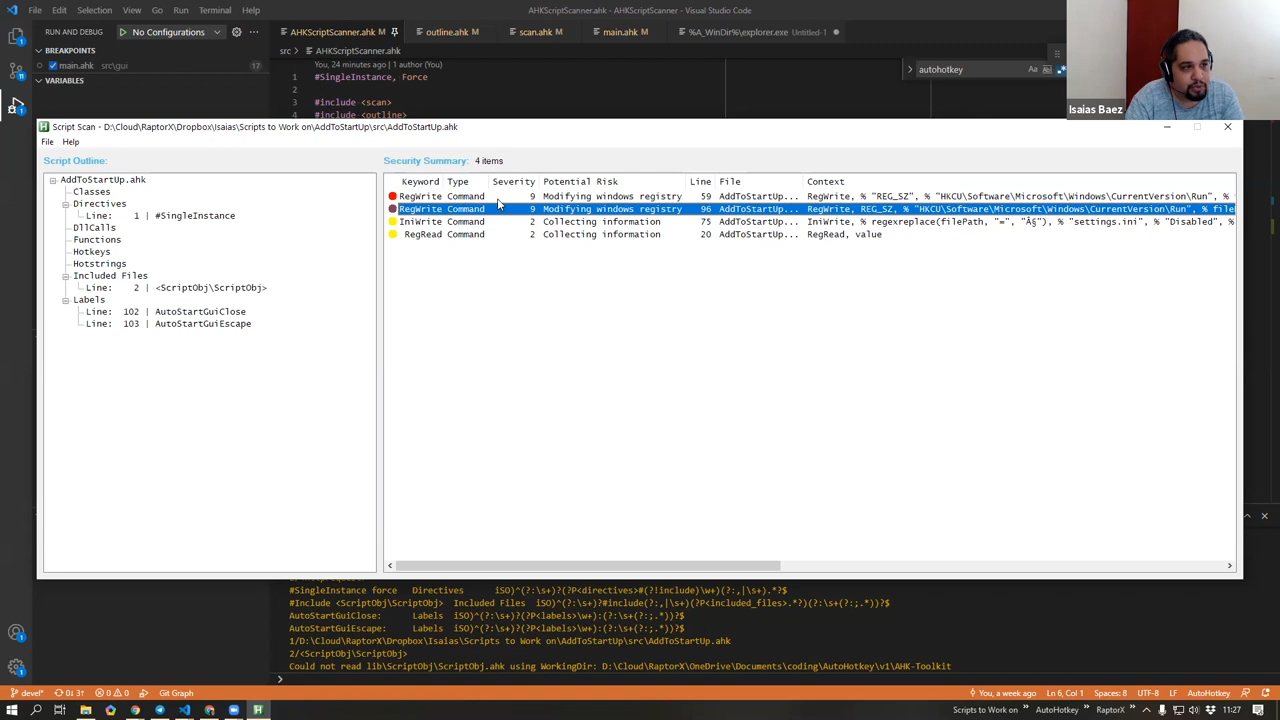 File Edit Selection Go Run Terminal Help
AHKScriptScanner.ahk - AHKScriptScanner - Visual Studio Code
RUN AND DEBUG No Configurations
AHKScriptScanner.ahk M
outline.ahk M
scan.ahk M
main.ahk M
%A_WinDir%\explorer.exe Untitled-1
BREAKPOINTS
main.ahk src\gui 17
VARIABLES
src > AHKScriptScanner.ahk
You, 24 minutes ago | 1 author (You)
1 #SingleInstance, Force
2
3 #include <scan>
4 #include <outline>
autohotkey
Isaias Baez
Script Scan - D:\Cloud\RaptorX\Dropbox\Isaias\Scripts to Work on\AddToStartUp\src\AddToStartUp.ahk
File Help
Script Outline:
AddToStartUp.ahk
Classes
Directives
Line: 1 | #SingleInstance
DllCalls
Functions
Hotkeys
Hotstrings
Included Files
Line: 2 | <ScriptObj\ScriptObj>
Labels
Line: 102 | AutoStartGuiClose
Line: 103 | AutoStartGuiEscape
Security Summary: 4 items
Keyword Type Severity Potential Risk Line File Context
RegWrite Command 9 Modifying windows registry 59 AddToStartUp... RegWrite, % "REG_SZ", % "HKCU\Software\Microsoft\Windows\CurrentVersion\Run", %
RegWrite Command 9 Modifying windows registry 96 AddToStartUp... RegWrite, REG_SZ, % "HKCU\Software\Microsoft\Windows\CurrentVersion\Run", % file
IniWrite Command 2 Collecting information 75 AddToStartUp... IniWrite, % regexreplace(filePath, "=", "Â§"), % "settings.ini", % "Disabled", %
RegRead Command 2 Collecting information 20 AddToStartUp... RegRead, value
#SingleInstance force Directives iSO)^(?:\s+)?(?P<directives>#(?!include)\w+)(?:,|\s+).*?$
#Include <ScriptObj\ScriptObj> Included Files iSO)^(?:\s+)?#include(?:,|\s+)(?P<included_files>.*?)(?:\s+(?:;.*))?$
AutoStartGuiClose: Labels iSO)^(?:\s+)?(?P<labels>\w+):(?:\s+(?:;.*))?$
AutoStartGuiEscape: Labels iSO)^(?:\s+)?(?P<labels>\w+):(?:\s+(?:;.*))?$
1/D:\Cloud\RaptorX\Dropbox\Isaias\Scripts to Work on\AddToStartUp\src\AddToStartUp.ahk
2/<ScriptObj\ScriptObj>
Could not read lib\ScriptObj\ScriptObj.ahk using WorkingDir: D:\Cloud\RaptorX\OneDrive\Documents\coding\AutoHotkey\v1\AHK-Toolkit
devel* 0↓ 3↑ 0 0 Git Graph You, a week ago Ln 6, Col 1 Spaces: 8 UTF-8 LF AutoHotkey
Scripts to Work on AutoHotkey RaptorX 11:27